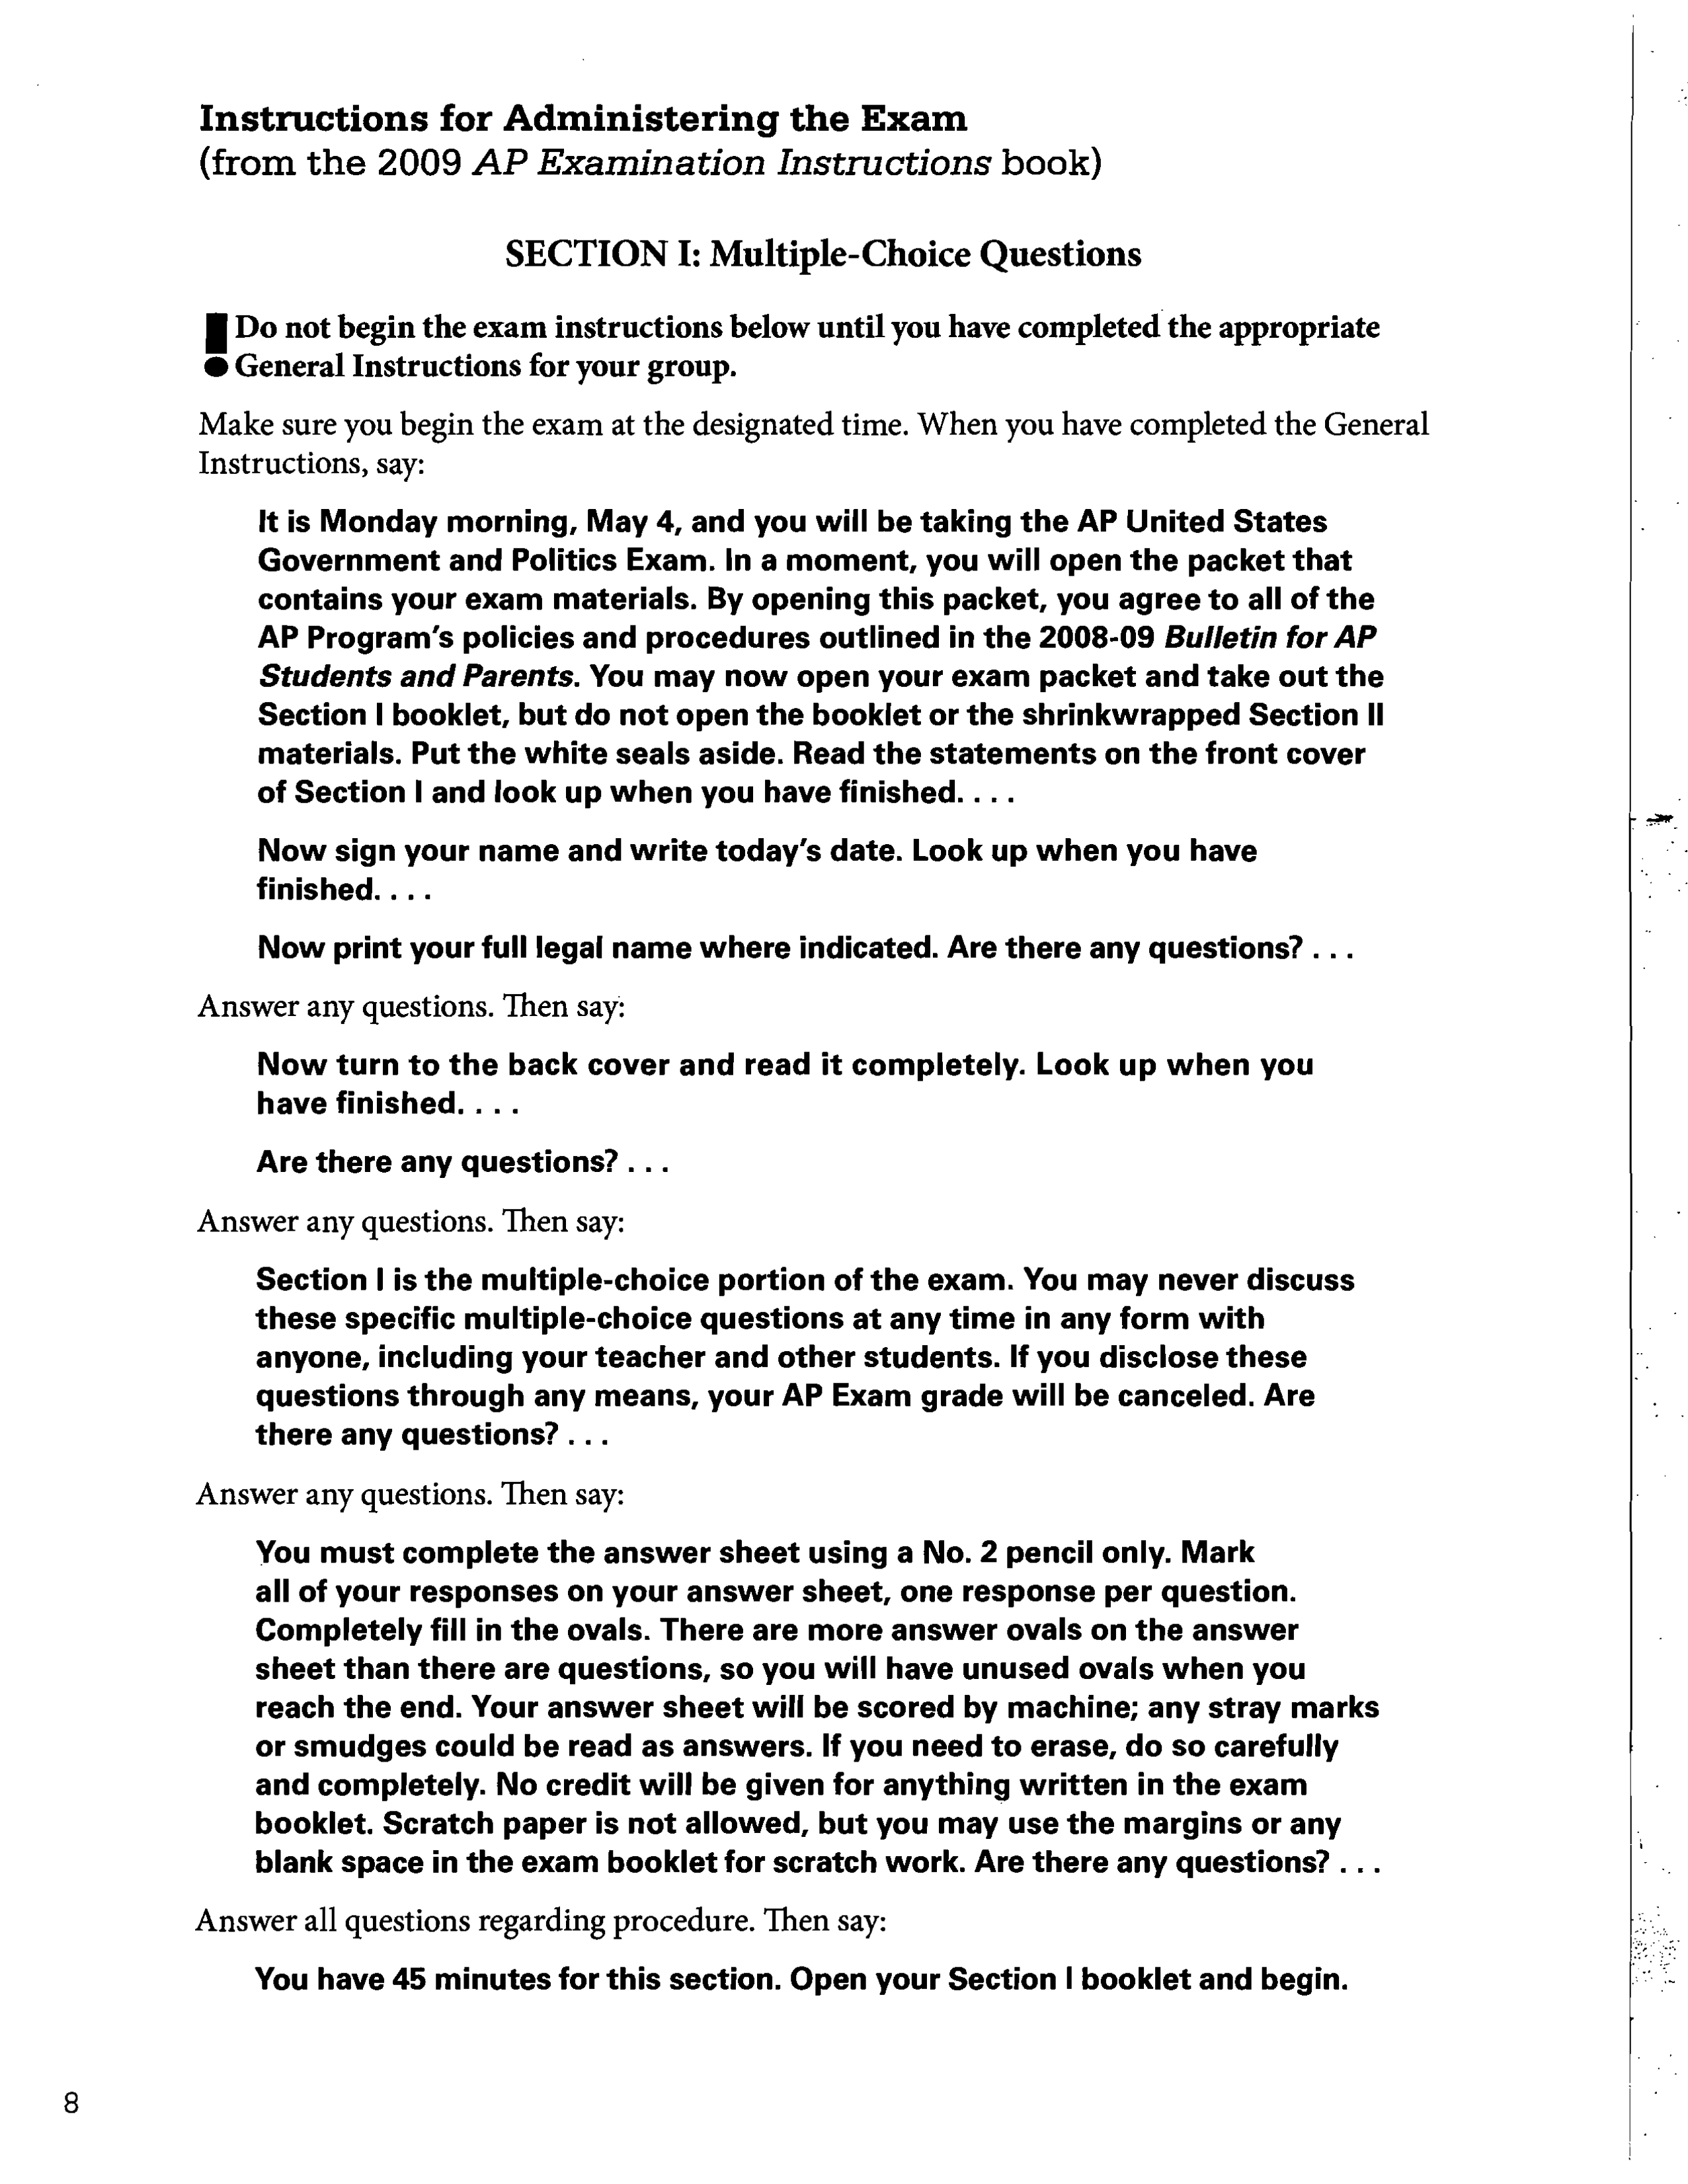 Instructions for Administering the Exam
(from the 2009 AP Examination Instructions book)
SECTION I: Multiple-Choice Questions
Do not begin the exam instructions below until you have completed the appropriate
General Instructions for your group.
Make sure you begin the exam at the designated time. When you have completed the General
Instructions, say:
It is Monday morning, May 4, and you will be taking the AP United States
Government and Politics Exam. In a moment, you will open the packet that
contains your exam materials. By opening this packet, you agree to all of the
AP Program's policies and procedures outlined in the 2008-09 Bulletin for AP
Students and Parents. You may now open your exam packet and take out the
Section I booklet, but do not open the booklet or the shrinkwrapped Section II
materials. Put the white seals aside. Read the statements on the front cover
of Section I and look up when you have finished. . . .
Now sign your name and write today's date. Look up when you have
finished. . . .
Now print your full legal name where indicated. Are there any questions? . . .
Answer any questions. Then say:
Now turn to the back cover and read it completely. Look up when you
have finished. . . .
Are there any questions? . . .
Answer any questions. Then say:
Section I is the multiple-choice portion of the exam. You may never discuss
these specific multiple-choice questions at any time in any form with
anyone, including your teacher and other students. If you disclose these
questions through any means, your AP Exam grade will be canceled. Are
there any questions? . . .
Answer any questions. Then say:
You must complete the answer sheet using a No. 2 pencil only. Mark
all of your responses on your answer sheet, one response per question.
Completely fill in the ovals. There are more answer ovals on the answer
sheet than there are questions, so you will have unused ovals when you
reach the end. Your answer sheet will be scored by machine; any stray marks
or smudges could be read as answers. If you need to erase, do so carefully
and completely. No credit will be given for anything written in the exam
booklet. Scratch paper is not allowed, but you may use the margins or any
blank space in the exam booklet for scratch work. Are there any questions? . . .
Answer all questions regarding procedure. Then say:
You have 45 minutes for this section. Open your Section I booklet and begin.
8